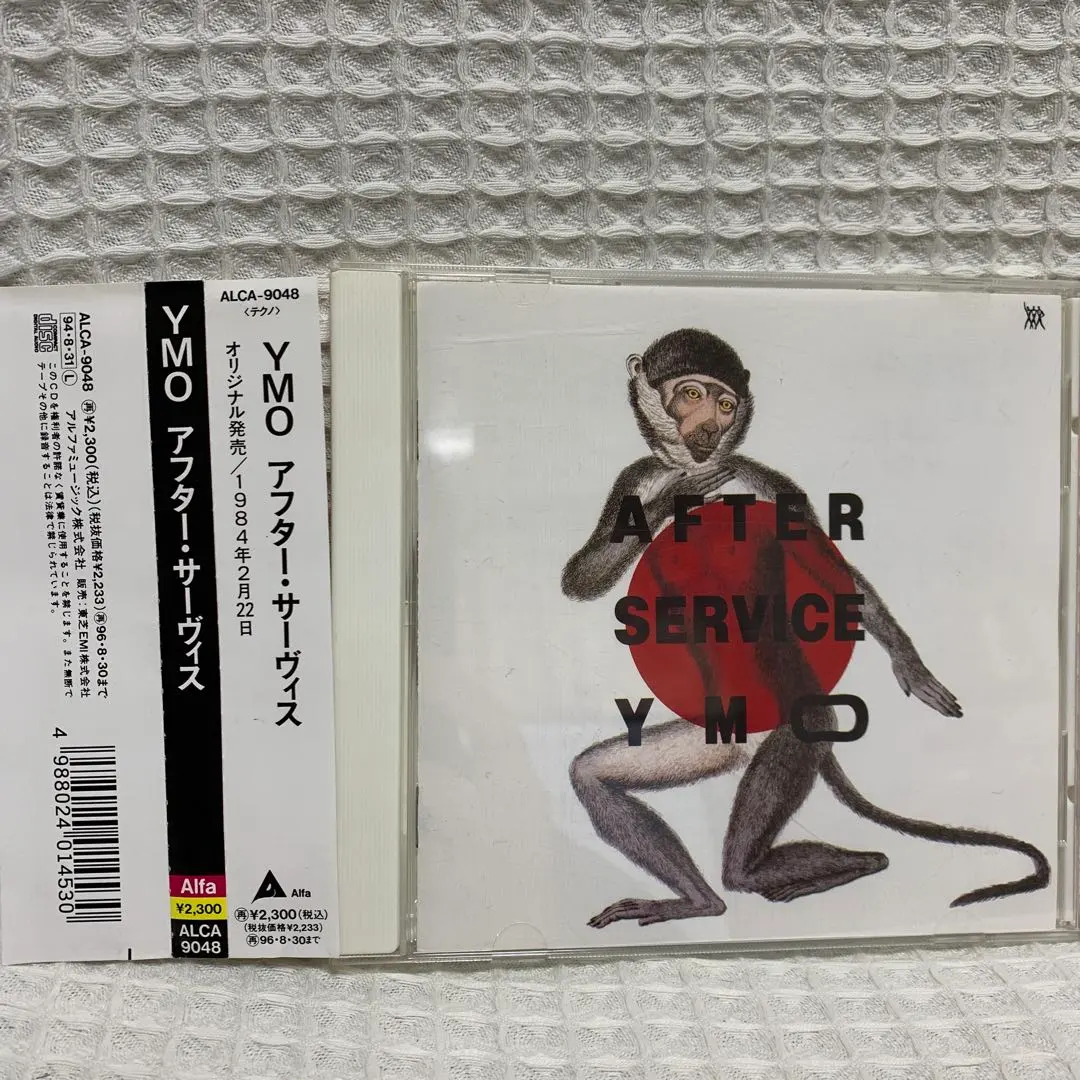 ALCA-9048 再¥2,300(税込)(税抜価格¥2,233)再96・8・30まで
94・8・31 L アルファミュージック株式会社 販売:東芝EMI株式会社
このCDを権利者の許諾なく賃貸業に使用することを禁じます。また無断で
テープその他に録音することは法律で禁じられています。
COMPACT
disc
DIGITAL AUDIO
4 988024 014530
YMO アフター・サーヴィス
Alfa
¥2,300
ALCA
9048
ALCA-9048
〈テクノ〉
YMO アフター・サーヴィス
オリジナル発売/1984年2月22日
Alfa
再¥2,300(税込)
(税抜価格¥2,233)
再96・8・30まで
AFTER
SERVICE
YMO